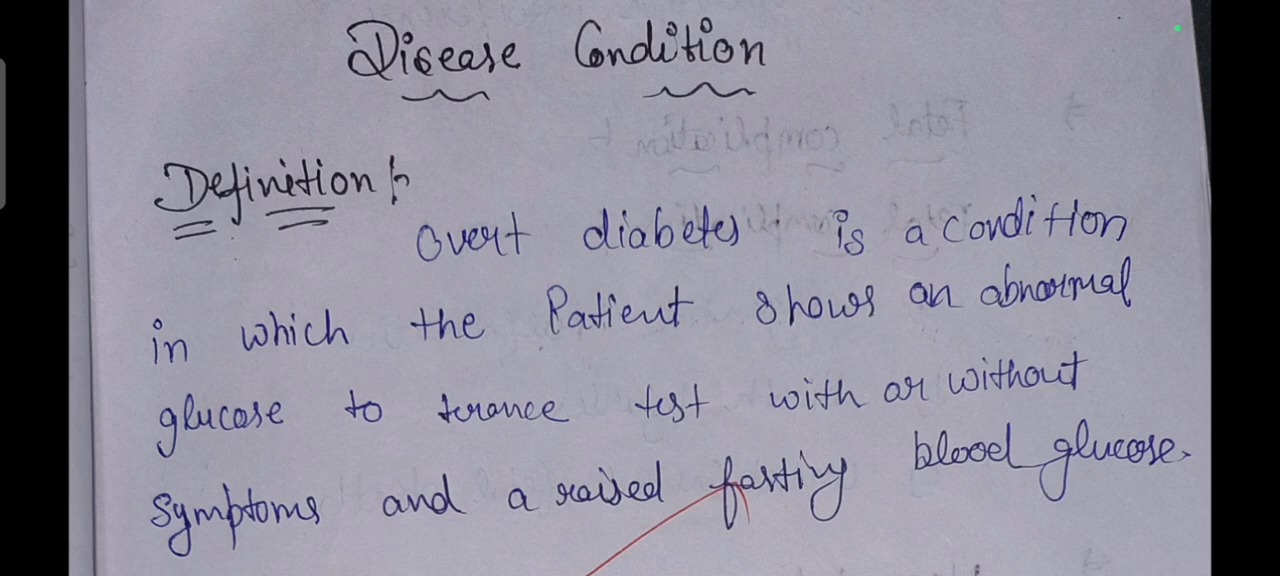 Disease Condition
Definition :-
Overt diabetes is a condition
in which the Patient shows an abnormal
glucose to terance test with or without
symptoms and a raised fasting blood glucose.